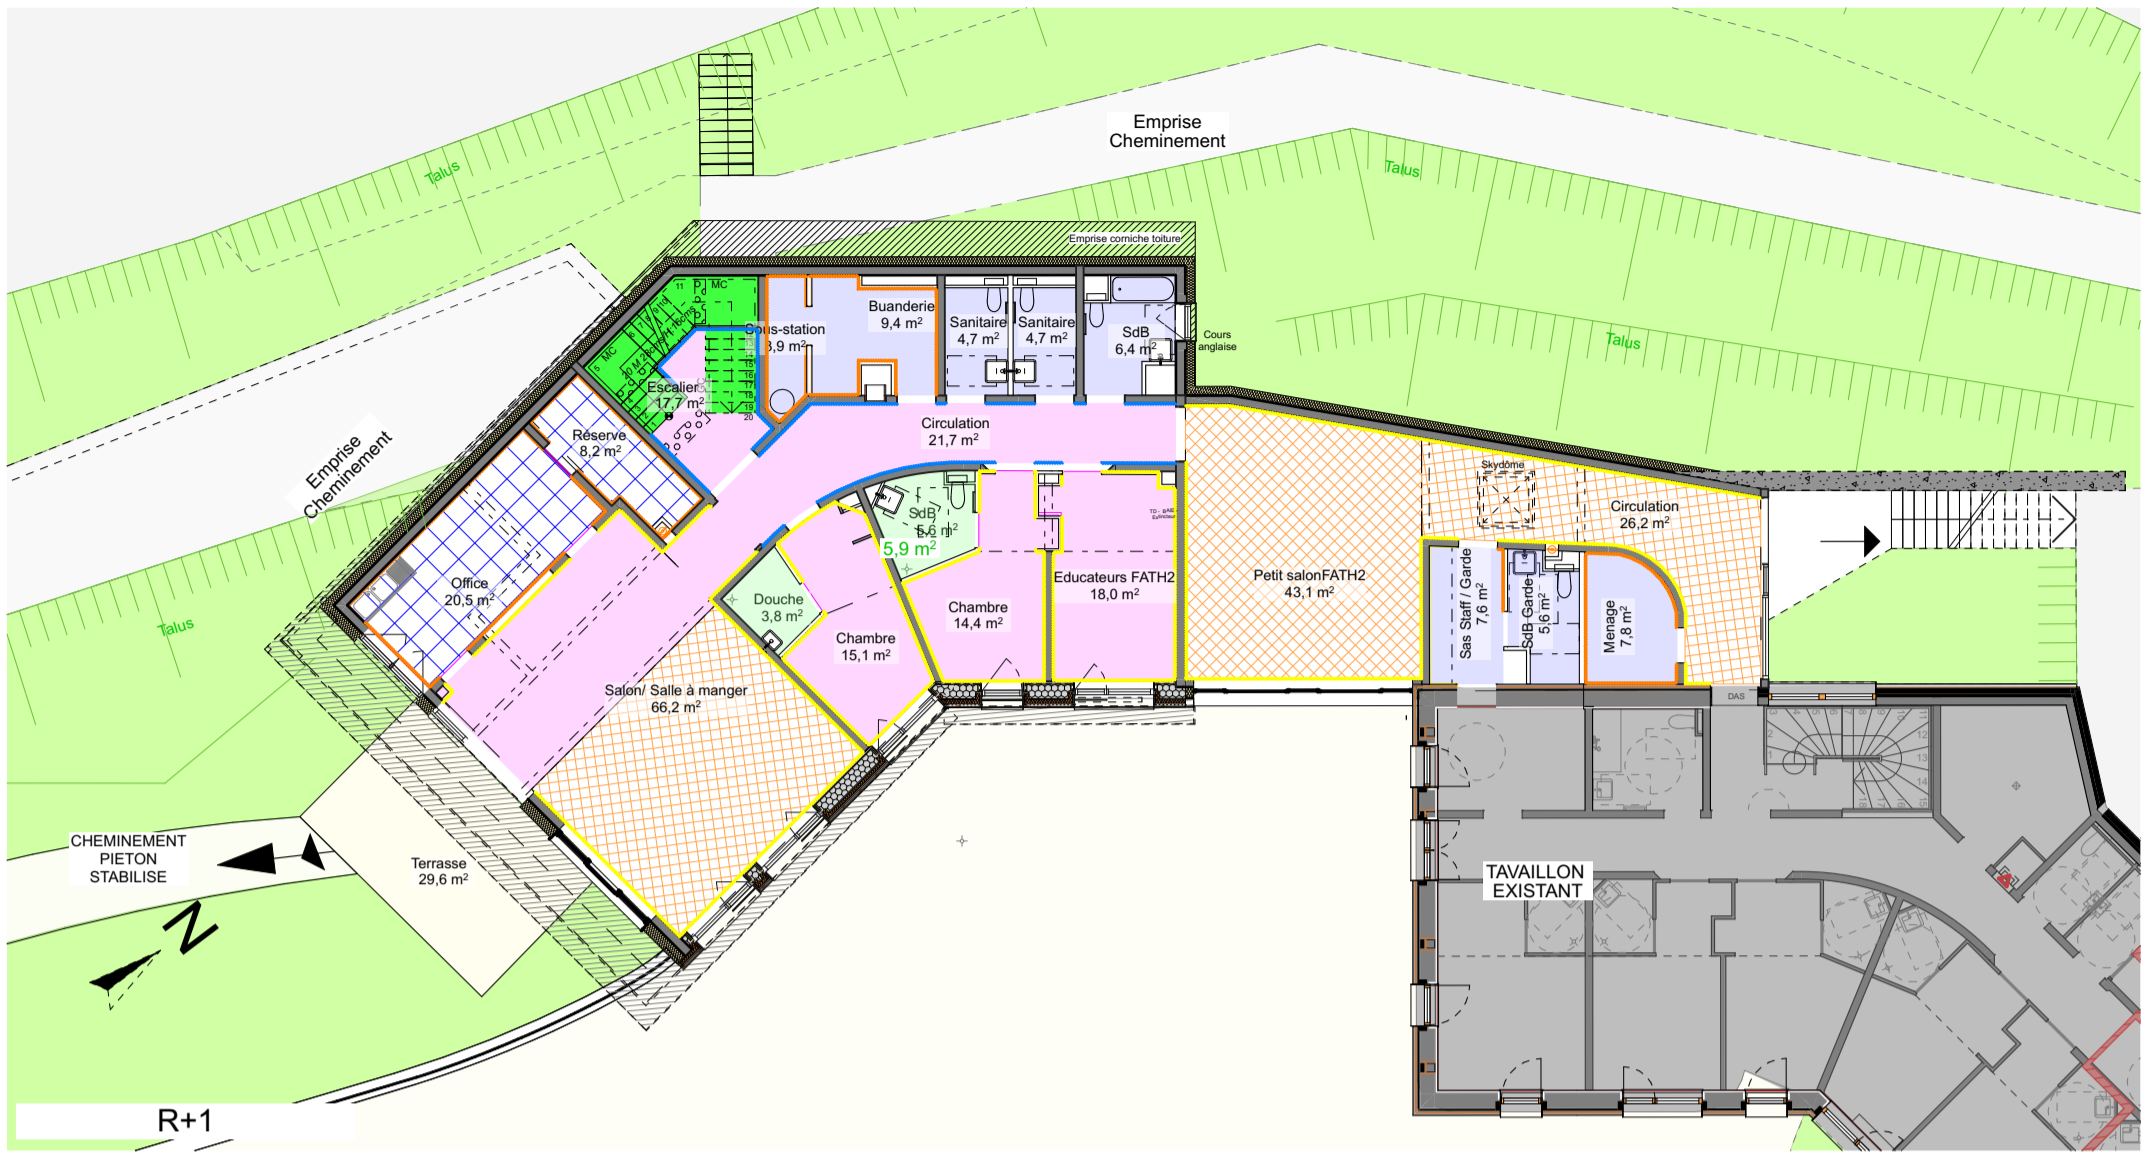 Talus
Emprise
Cheminement
Talus
Emprise corniche toiture
Talus
Cours
anglaise
MC
11
MC
Sous-station
Buanderie
9,4 m²
Sanitaire
4,7 m²
Sanitaire
4,7 m²
SdB
6,4 m²
Escalier
17,7 m²
Réserve
8,2 m²
Circulation
21,7 m²
Emprise
Cheminement
Skydôme
Circulation
26,2 m²
SdB
5,6 m²
5,9 m²
Office
20,5 m²
Douche
3,8 m²
Chambre
15,1 m²
Chambre
14,4 m²
Educateurs FATH2
18,0 m²
Petit salonFATH2
43,1 m²
Sas Staff / Garde
7,6 m²
SdB Garde
5,6 m²
Menage
7,8 m²
Talus
Salon/ Salle à manger
66,2 m²
DAS
CHEMINEMENT
PIETON
STABILISE
Terrasse
29,6 m²
TAVAILLON
EXISTANT
N
R+1